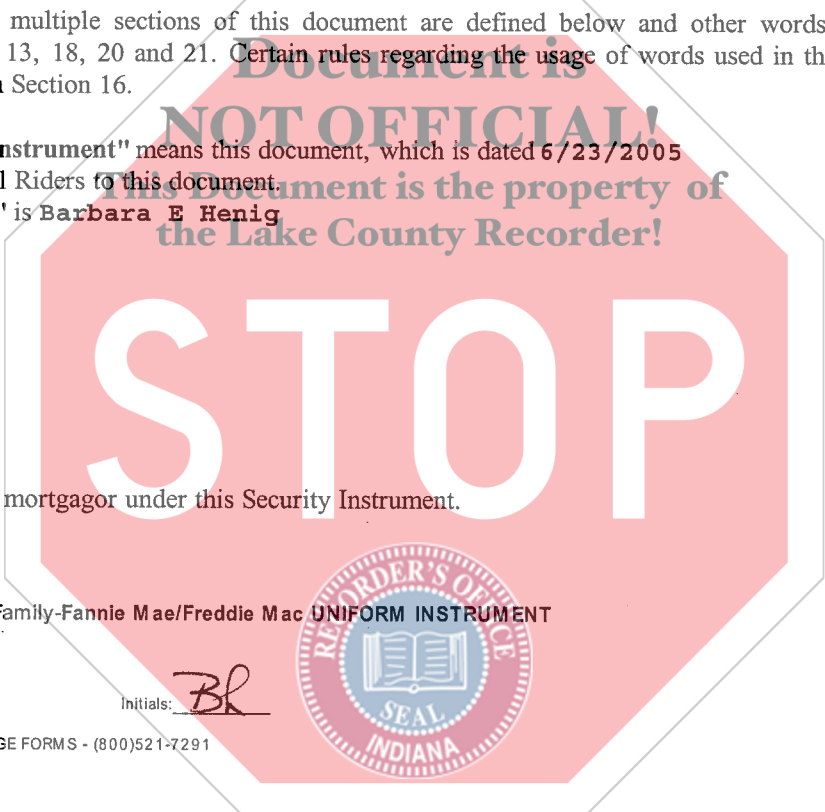 multiple sections of this document are defined below and other words
13, 18, 20 and 21. Certain rules regarding the usage of words used in th
Section 16.
Document is
NOT OFFICIAL!
This Document is the property of
the Lake County Recorder!
nstrument" means this document, which is dated 6/23/2005
l Riders to this document.
" is Barbara E Henig
STOP
mortgagor under this Security Instrument.
Family-Fannie Mae/Freddie Mac UNIFORM INSTRUMENT
RECORDER'S OFFICE
SEAL
INDIANA
Initials: Bh
GE FORMS - (800)521-7291